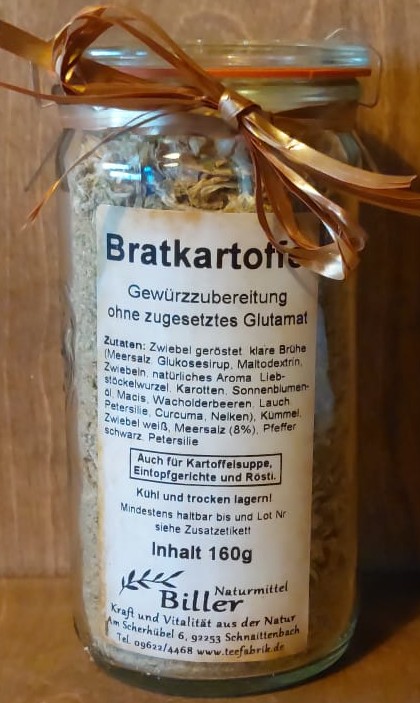 Bratkartoffe
Gewürzzubereitung
ohne zugesetztes Glutamat
Zutaten: Zwiebel geröstet, klare Brühe
(Meersalz, Glukosesirup, Maltodextrin,
Zwiebeln, natürliches Aroma, Lieb-
stöckelwurzel, Karotten, Sonnenblumen-
öl, Macis, Wacholderbeeren, Lauch,
Petersilie, Curcuma, Nelken), Kümmel,
Zwiebel weiß, Meersalz (8%), Pfeffer
schwarz, Petersilie
Auch für Kartoffelsuppe,
Eintopfgerichte und Rösti.
Kühl und trocken lagern!
Mindestens haltbar bis und Lot Nr
siehe Zusatzetikett
Inhalt 160g
Naturmittel
Biller
Kraft und Vitalität aus der Natur
Am Scherhübel 6, 92253 Schnaittenbach
Tel. 09622/4468 www.teefabrik.de